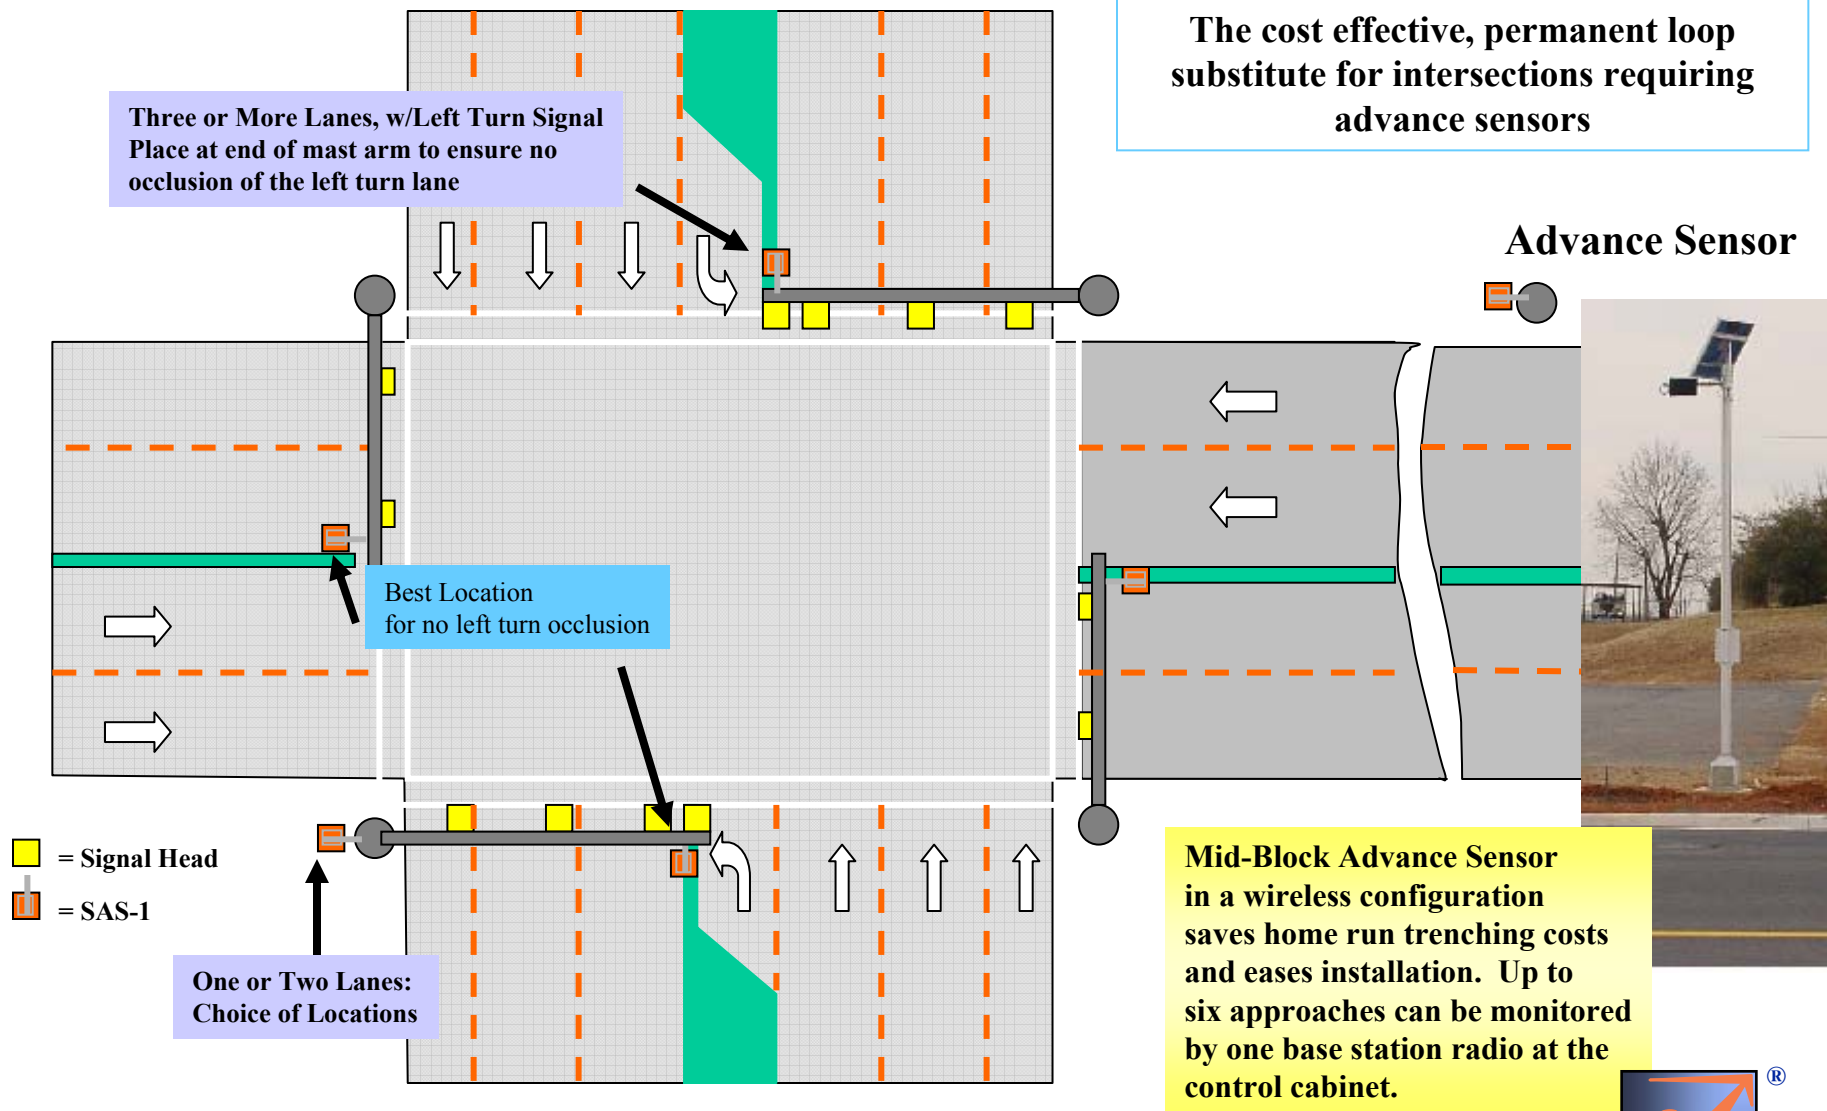 The cost effective, permanent loop
substitute for intersections requiring
advance sensors
Three or More Lanes, w/Left Turn Signal
Place at end of mast arm to ensure no
occlusion of the left turn lane
Advance Sensor
Best Location
for no left turn occlusion
= Signal Head
= SAS-1
One or Two Lanes:
Choice of Locations
Mid-Block Advance Sensor
in a wireless configuration
saves home run trenching costs
and eases installation. Up to
six approaches can be monitored
by one base station radio at the
control cabinet.
®